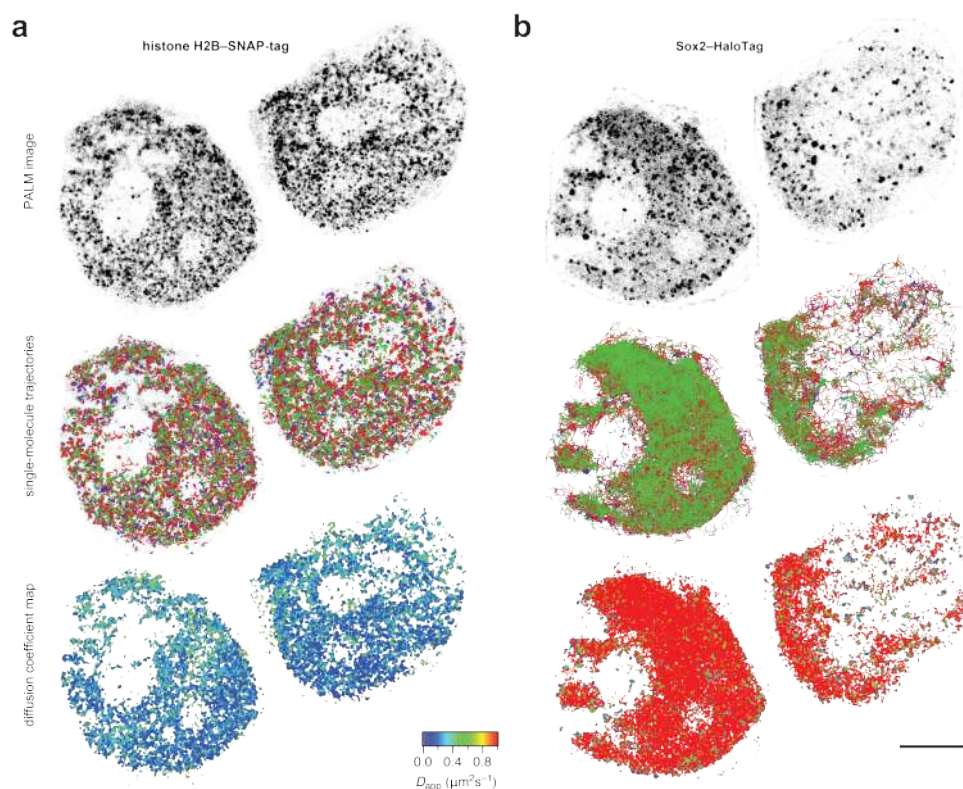 a
histone H2B–SNAP-tag
b
Sox2–HaloTag
PALM image
single-molecule trajectories
diffusion coefficient map
0.0 0.4 0.8
Dapp (μm²s⁻¹)